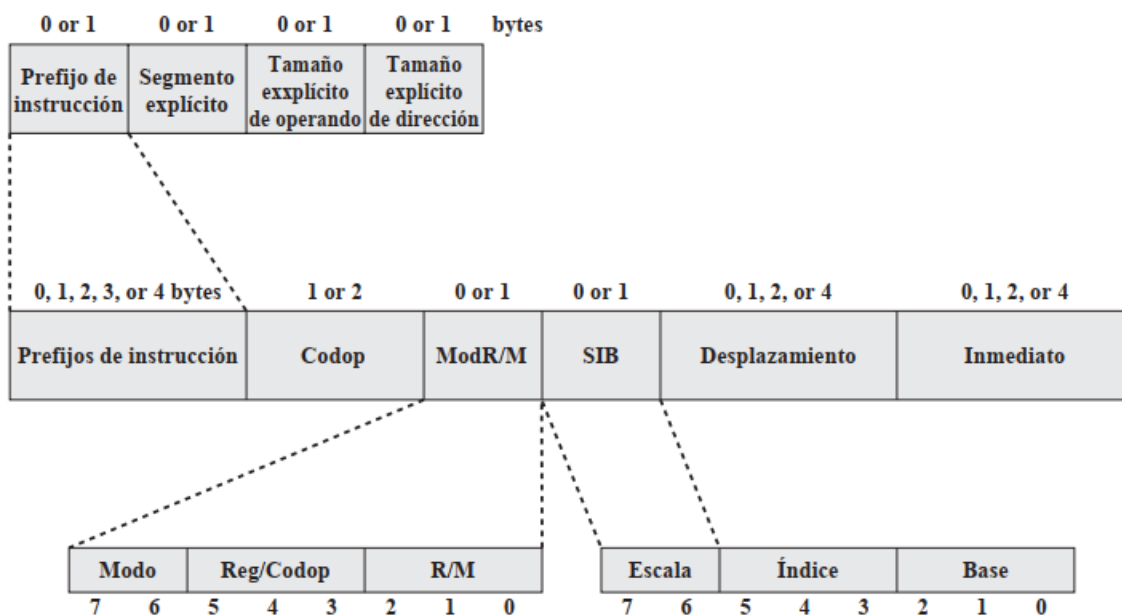 0 or 1 0 or 1 0 or 1 0 or 1 bytes
Prefijo de instrucción
Segmento explícito
Tamaño exxplícito de operando
Tamaño explícito de dirección
0, 1, 2, 3, or 4 bytes 1 or 2 0 or 1 0 or 1 0, 1, 2, or 4 0, 1, 2, or 4
Prefijos de instrucción Codop ModR/M SIB Desplazamiento Inmediato
Modo Reg/Codop R/M Escala Índice Base
7 6 5 4 3 2 1 0 7 6 5 4 3 2 1 0